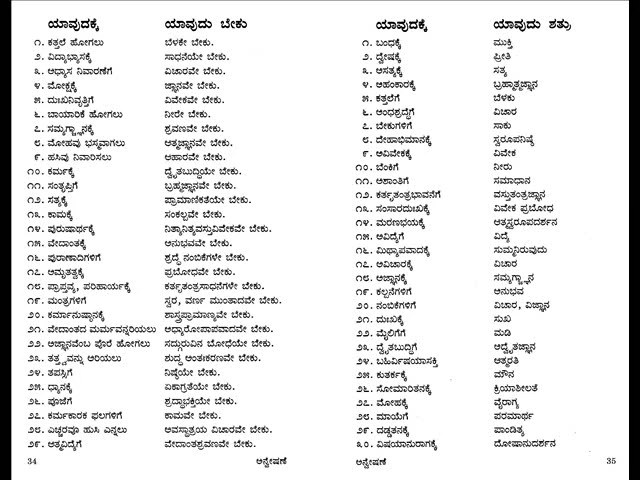 ಯಾವುದಕ್ಕೆ ಯಾವುದು ಬೇಕು
೧. ಕತ್ತಲೆ ಹೋಗಲು ಬೆಳಕೇ ಬೇಕು.
೨. ವಿದ್ಯಾಭ್ಯಾಸಕ್ಕೆ ಸಾಧನೆಯೇ ಬೇಕು.
೩. ಅಧ್ಯಾಸ ನಿವಾರಣೆಗೆ ವಿಚಾರವೇ ಬೇಕು.
೪. ಮೋಕ್ಷಕ್ಕೆ ಜ್ಞಾನವೇ ಬೇಕು.
೫. ದುಃಖನಿವೃತ್ತಿಗೆ ವಿವೇಕವೇ ಬೇಕು.
೬. ಬಾಯಾರಿಕೆ ಹೋಗಲು ನೀರೇ ಬೇಕು.
೭. ಸಮ್ಯಗ್ಜ್ಞಾನಕ್ಕೆ ಶ್ರವಣವೇ ಬೇಕು.
೮. ಮೋಹವು ಭಸ್ಮವಾಗಲು ಆತ್ಮಜ್ಞಾನವೇ ಬೇಕು.
೯. ಹಸಿವು ನಿವಾರಿಸಲು ಆಹಾರವೇ ಬೇಕು.
೧೦. ಕರ್ಮಕ್ಕೆ ದ್ವೈತಬುದ್ಧಿಯೇ ಬೇಕು.
೧೧. ಸಂತೃಪ್ತಿಗೆ ಬ್ರಹ್ಮಜ್ಞಾನವೇ ಬೇಕು.
೧೨. ಸತ್ಯಕ್ಕೆ ಪ್ರಾಮಾಣಿಕತೆಯೇ ಬೇಕು.
೧೩. ಕಾಮಕ್ಕೆ ಸಂಕಲ್ಪವೇ ಬೇಕು.
೧೪. ಪುರುಷಾರ್ಥಕ್ಕೆ ನಿತ್ಯಾನಿತ್ಯವಸ್ತುವಿವೇಕವೇ ಬೇಕು.
೧೫. ವೇದಾಂತಕ್ಕೆ ಅನುಭವವೇ ಬೇಕು.
೧೬. ಪುರಾಣಾದಿಗಳಿಗೆ ಶ್ರದ್ಧೆ ನಂಬಿಕೆಗಳೇ ಬೇಕು.
೧೭. ಅಮೃತತ್ವಕ್ಕೆ ಪ್ರಬೋಧವೇ ಬೇಕು.
೧೮. ಪ್ರಾಪ್ತವ್ಯ, ಪರಿಹಾರ್ಯಕ್ಕೆ ಕರ್ತೃತಂತ್ರಸಾಧನೆಗಳೇ ಬೇಕು.
೧೯. ಮಂತ್ರಗಳಿಗೆ ಸ್ವರ, ವರ್ಣ ಮುಂತಾದವೇ ಬೇಕು.
೨೦. ಕರ್ಮಾನುಷ್ಠಾನಕ್ಕೆ ಶಾಸ್ತ್ರಪ್ರಾಮಾಣ್ಯವೇ ಬೇಕು.
೨೧. ವೇದಾಂತದ ಮರ್ಮವನ್ನರಿಯಲು ಅಧ್ಯಾರೋಪಾಪವಾದವೇ ಬೇಕು.
೨೨. ಅಜ್ಞಾನವೆಂಬ ಪೊರೆ ಹೋಗಲು ಸದ್ಗುರುವಿನ ಬೋಧೆಯೇ ಬೇಕು.
೨೩. ತತ್ತ್ವವನ್ನು ಅರಿಯಲು ಶುದ್ಧ ಅಂತಃಕರಣವೇ ಬೇಕು.
೨೪. ತಪಸ್ಸಿಗೆ ನಿಷ್ಠೆಯೇ ಬೇಕು.
೨೫. ಧ್ಯಾನಕ್ಕೆ ಏಕಾಗ್ರತೆಯೇ ಬೇಕು.
೨೬. ಪೂಜೆಗೆ ಶ್ರದ್ಧಾಭಕ್ತಿಯೇ ಬೇಕು.
೨೭. ಕರ್ಮಕಾರಕ ಫಲಗಳಿಗೆ ಕಾಮವೇ ಬೇಕು.
೨೮. ಎಚ್ಚರವೂ ಹುಸಿ ಎನ್ನಲು ಅವಸ್ಥಾತ್ರಯ ವಿಚಾರವೇ ಬೇಕು.
೨೯. ಆತ್ಮವಿದ್ಯೆಗೆ ವೇದಾಂತಶ್ರವಣವೇ ಬೇಕು.
34 ಅನ್ವೇಷಣೆ
ಯಾವುದಕ್ಕೆ ಯಾವುದು ಶತ್ರು
೧. ಬಂಧಕ್ಕೆ ಮುಕ್ತಿ
೨. ದ್ವೇಷಕ್ಕೆ ಪ್ರೀತಿ
೩. ಅಸತ್ಯಕ್ಕೆ ಸತ್ಯ
೪. ಅಹಂಕಾರಕ್ಕೆ ಬ್ರಹ್ಮಾತ್ಮಜ್ಞಾನ
೫. ಕತ್ತಲೆಗೆ ಬೆಳಕು
೬. ಅಂಧಶ್ರದ್ಧೆಗೆ ವಿಚಾರ
೭. ಬೇಕುಗಳಿಗೆ ಸಾಕು
೮. ದೇಹಾಭಿಮಾನಕ್ಕೆ ಸ್ವರೂಪನಿಷ್ಠೆ
೯. ಅವಿವೇಕಕ್ಕೆ ವಿವೇಕ
೧೦. ಬೆಂಕಿಗೆ ನೀರು
೧೧. ಅಶಾಂತಿಗೆ ಸಮಾಧಾನ
೧೨. ಕರ್ತೃತಂತ್ರಭಾವನೆಗೆ ವಸ್ತುತಂತ್ರಜ್ಞಾನ
೧೩. ಸಂಸಾರದುಃಖಕ್ಕೆ ವಿವೇಕ ಪ್ರಬೋಧ
೧೪. ಮರಣಭಯಕ್ಕೆ ಆತ್ಮಸ್ವರೂಪದರ್ಶನ
೧೫. ಅವಿದ್ಯೆಗೆ ವಿದ್ಯೆ
೧೬. ಮಿಥ್ಯಾಪವಾದಕ್ಕೆ ಸುಮ್ಮನಿರುವುದು
೧೭. ಅವಿಚಾರಕ್ಕೆ ವಿಚಾರ
೧೮. ಅಜ್ಞಾನಕ್ಕೆ ಸಮ್ಯಗ್ಜ್ಞಾನ
೧೯. ಕಲ್ಪನೆಗಳಿಗೆ ಅನುಭವ
೨೦. ನಂಬಿಕೆಗಳಿಗೆ ವಿಚಾರ, ವಿಜ್ಞಾನ
೨೧. ದುಃಖಕ್ಕೆ ಸುಖ
೨೨. ಮೈಲಿಗೆಗೆ ಮಡಿ
೨೩. ದ್ವೈತಬುದ್ಧಿಗೆ ಅದ್ವೈತಜ್ಞಾನ
೨೪. ಬಹಿರ್ವಿಷಯಾಸಕ್ತಿ ಆತ್ಮರತಿ
೨೫. ಕುತರ್ಕಕ್ಕೆ ಮೌನ
೨೬. ಸೋಮಾರಿತನಕ್ಕೆ ಕ್ರಿಯಾಶೀಲತೆ
೨೭. ಮೋಹಕ್ಕೆ ವೈರಾಗ್ಯ
೨೮. ಮಾಯೆಗೆ ಪರಮಾರ್ಥ
೨೯. ದಡ್ಡತನಕ್ಕೆ ಪಾಂಡಿತ್ಯ
೩೦. ವಿಷಯಾನುರಾಗಕ್ಕೆ ದೋಷಾನುದರ್ಶನ
ಅನ್ವೇಷಣೆ 35